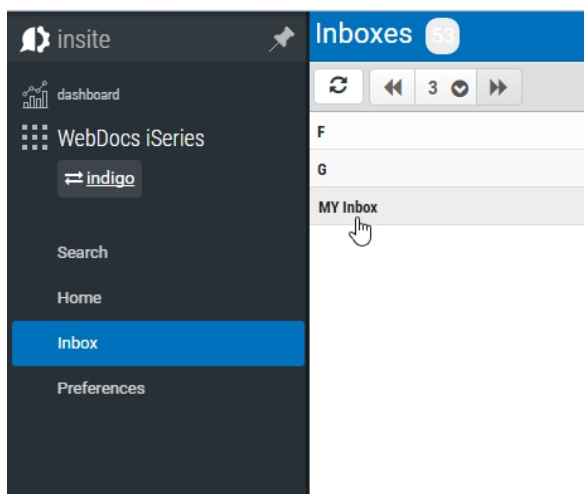 insite
dashboard
WebDocs iSeries
indigo
Search
Home
Inbox
Preferences
Inboxes 53
3
F
G
MY Inbox